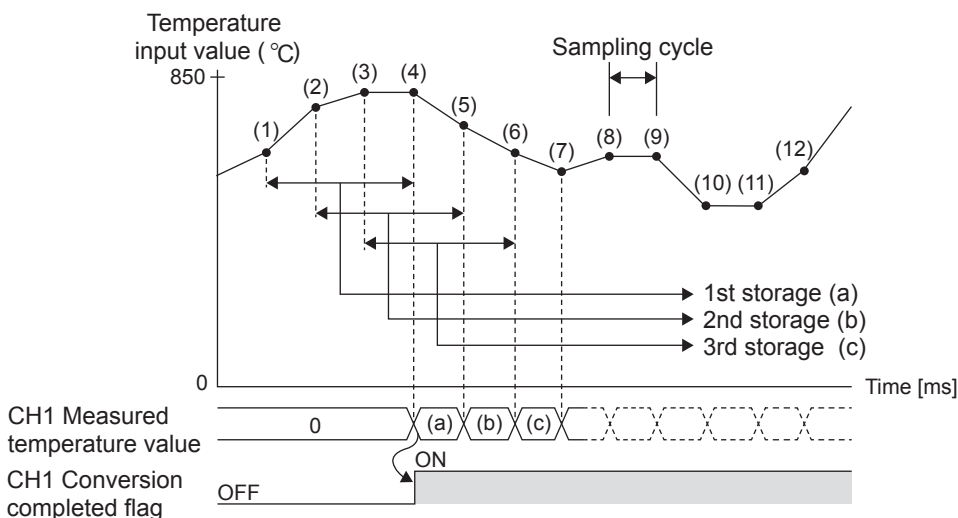 Temperature
input value (°C)
850
Sampling cycle
(1)
(2)
(3)
(4)
(5)
(6)
(7)
(8)
(9)
(10)
(11)
(12)
1st storage (a)
2nd storage (b)
3rd storage (c)
0
Time [ms]
CH1 Measured
temperature value
0
(a)
(b)
(c)
CH1 Conversion
completed flag
OFF
ON